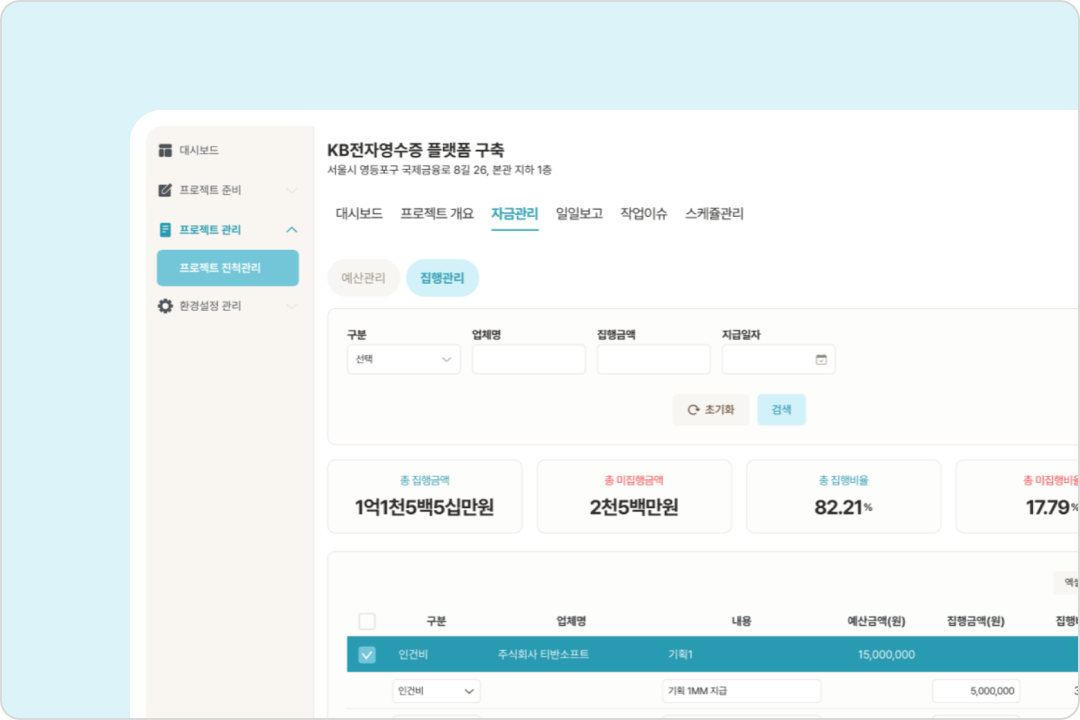 대시보드
프로젝트 준비
프로젝트 관리
프로젝트 진척관리
환경설정 관리
KB전자영수증 플랫폼 구축
서울시 영등포구 국제금융로 8길 26, 본관 지하 1층
대시보드 프로젝트 개요 자금관리 일일보고 작업이슈 스케쥴관리
예산관리 집행관리
구분 업체명 집행금액 지급일자
선택
초기화 검색
총 집행금액 총 미집행금액 총 집행비율 총 미집행비율
1억1천5백5십만원 2천5백만원 82.21% 17.79%
구분 업체명 내용 예산금액(원) 집행금액(원)
인건비 주식회사 티반소프트 기획1 15,000,000
인건비 기획 1MM 지급 5,000,000